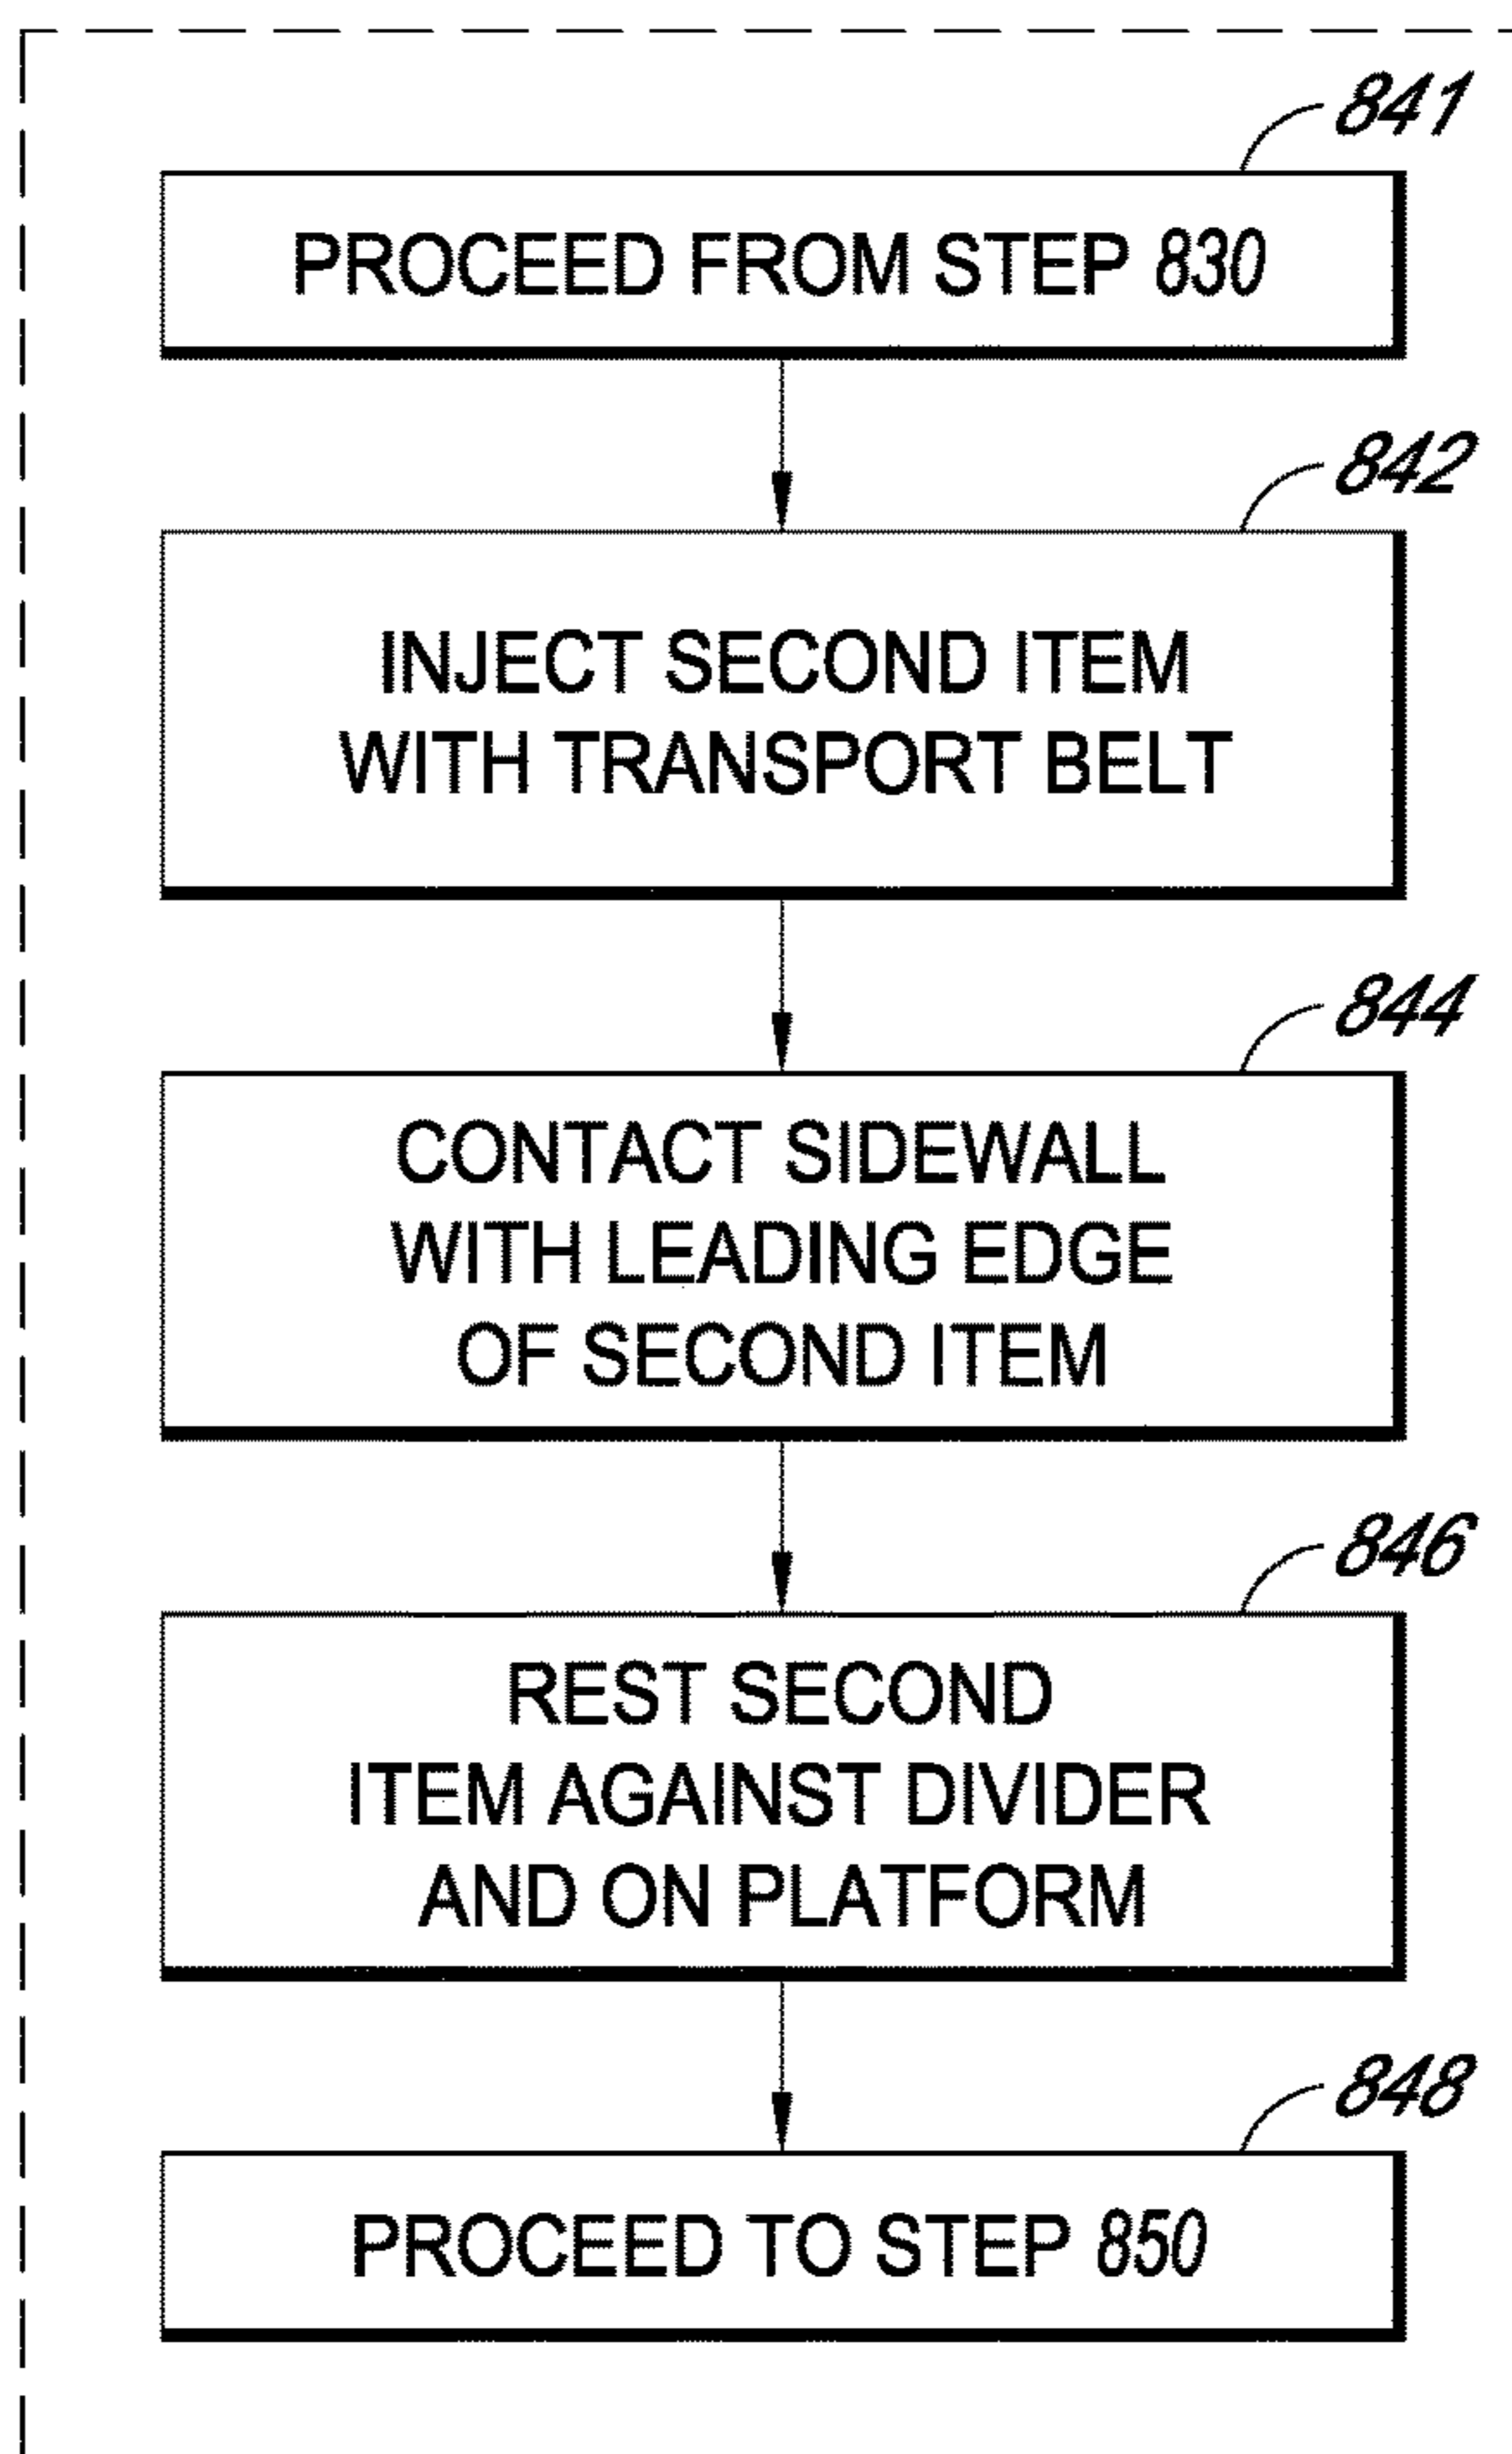 841
PROCEED FROM STEP 830
842
INJECT SECOND ITEM
WITH TRANSPORT BELT
844
CONTACT SIDEWALL
WITH LEADING EDGE
OF SECOND ITEM
846
REST SECOND
ITEM AGAINST DIVIDER
AND ON PLATFORM
848
PROCEED TO STEP 850